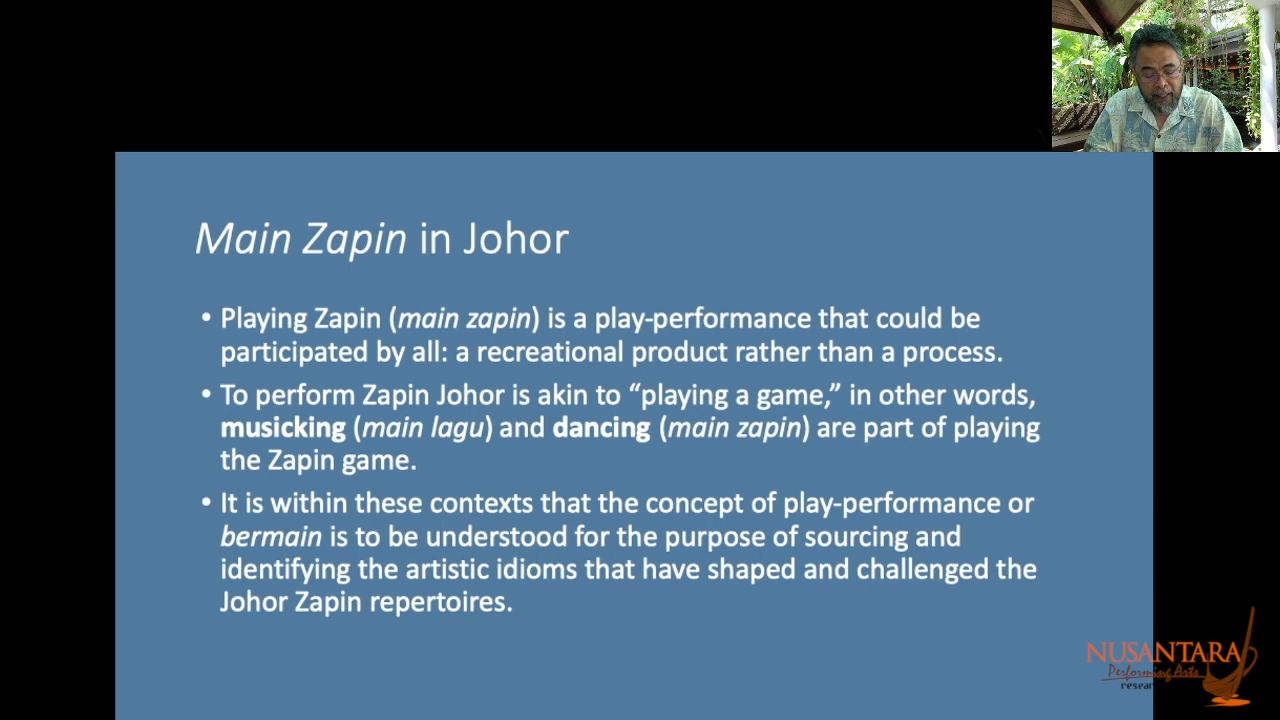 Main Zapin in Johor
• Playing Zapin (main zapin) is a play-performance that could be
participated by all: a recreational product rather than a process.
• To perform Zapin Johor is akin to “playing a game,” in other words,
musicking (main lagu) and dancing (main zapin) are part of playing
the Zapin game.
• It is within these contexts that the concept of play-performance or
bermain is to be understood for the purpose of sourcing and
identifying the artistic idioms that have shaped and challenged the
Johor Zapin repertoires.
NUSANTARA
Performing Arts